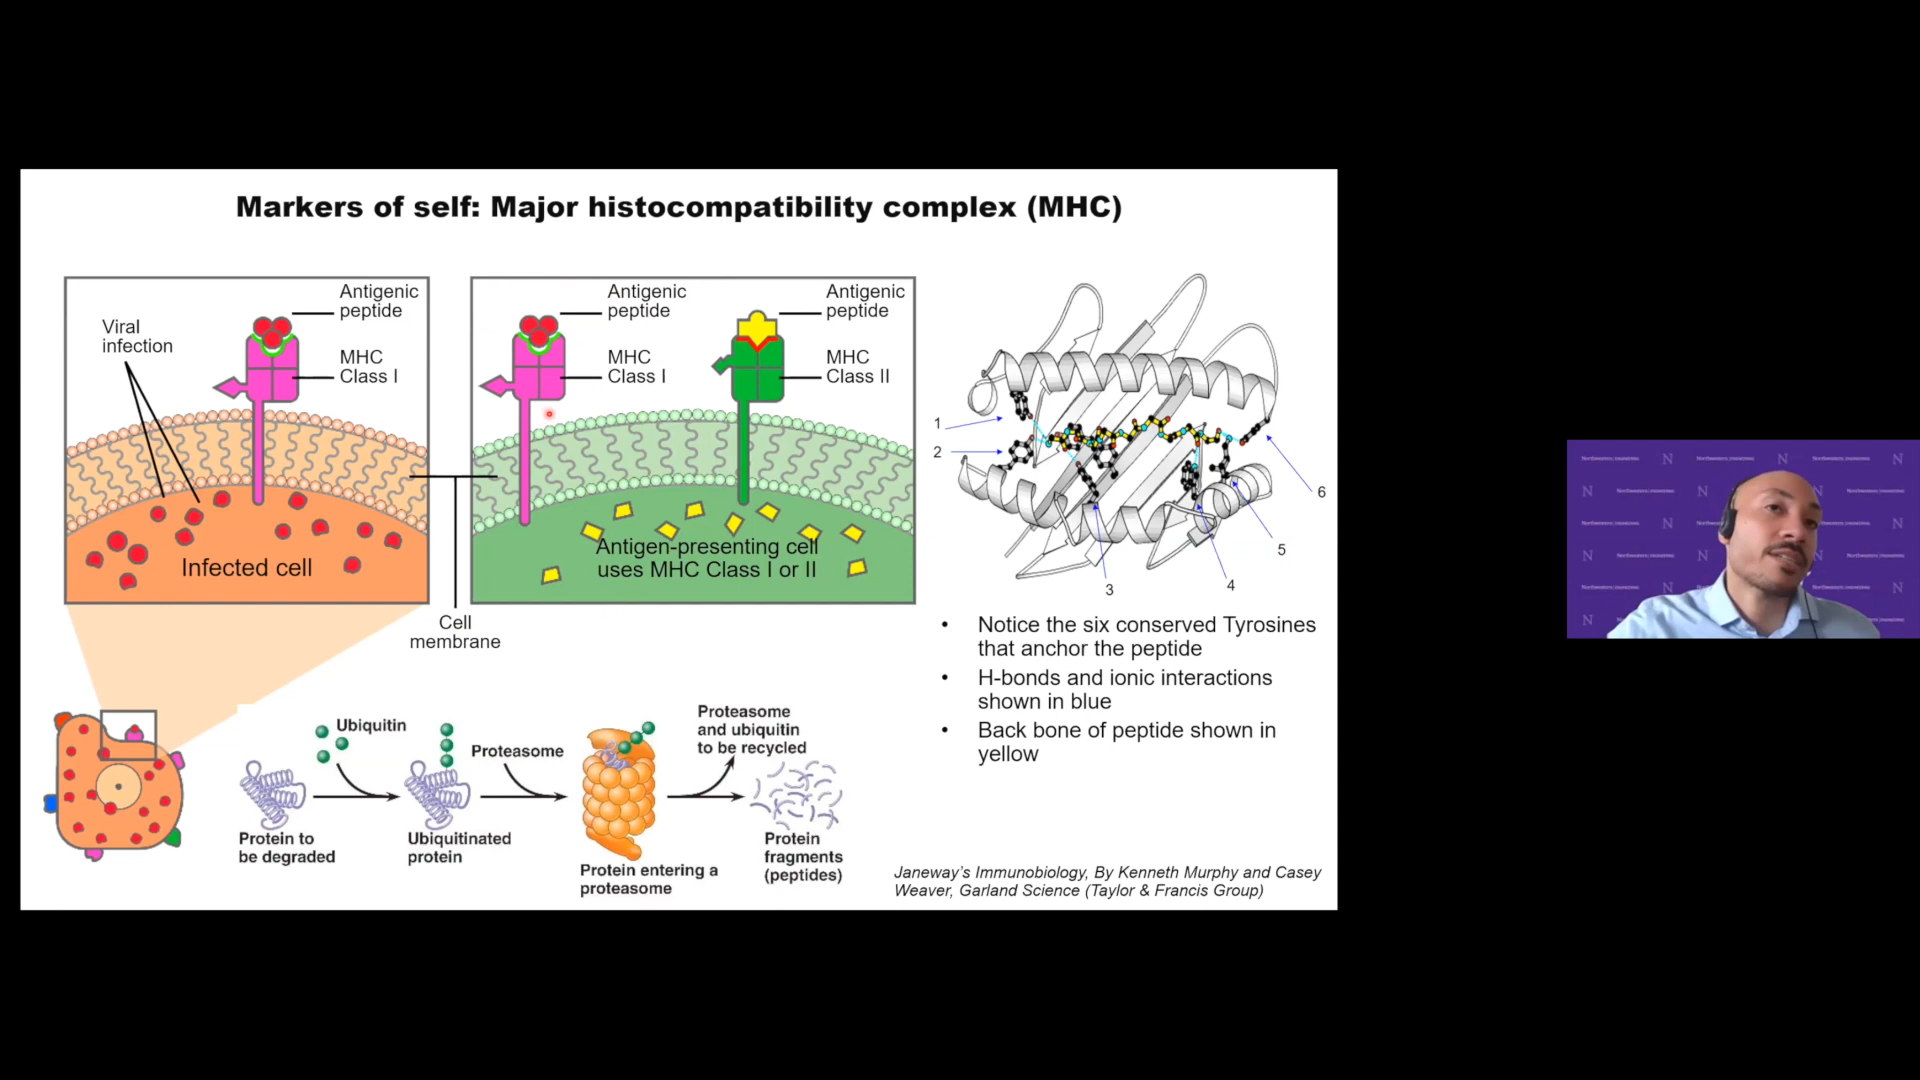 Markers of self: Major histocompatibility complex (MHC)
Viral
infection
Antigenic
peptide
MHC
Class I
Infected cell
Antigenic
peptide
MHC
Class I
Antigenic
peptide
MHC
Class II
Antigen-presenting cell
uses MHC Class I or II
Cell
membrane
1
2
3
4
5
6
• Notice the six conserved Tyrosines
that anchor the peptide
• H-bonds and ionic interactions
shown in blue
• Back bone of peptide shown in
yellow
Ubiquitin
Proteasome
Proteasome
and ubiquitin
to be recycled
Protein to
be degraded
Ubiquitinated
protein
Protein entering a
proteasome
Protein
fragments
(peptides)
Janeway's Immunobiology, By Kenneth Murphy and Casey
Weaver, Garland Science (Taylor & Francis Group)